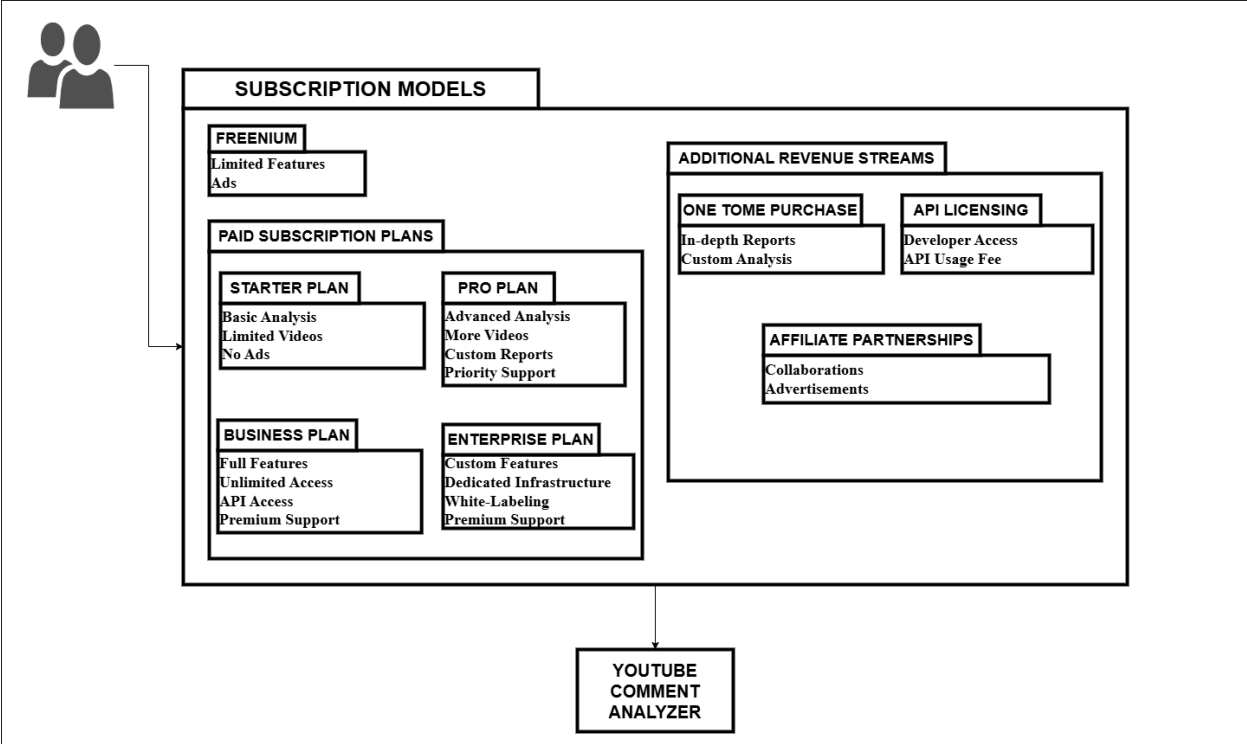 SUBSCRIPTION MODELS
FREENIUM
Limited Features
Ads
PAID SUBSCRIPTION PLANS
STARTER PLAN
Basic Analysis
Limited Videos
No Ads
PRO PLAN
Advanced Analysis
More Videos
Custom Reports
Priority Support
BUSINESS PLAN
Full Features
Unlimited Access
API Access
Premium Support
ENTERPRISE PLAN
Custom Features
Dedicated Infrastructure
White-Labeling
Premium Support
ADDITIONAL REVENUE STREAMS
ONE TOME PURCHASE
In-depth Reports
Custom Analysis
API LICENSING
Developer Access
API Usage Fee
AFFILIATE PARTNERSHIPS
Collaborations
Advertisements
YOUTUBE
COMMENT
ANALYZER